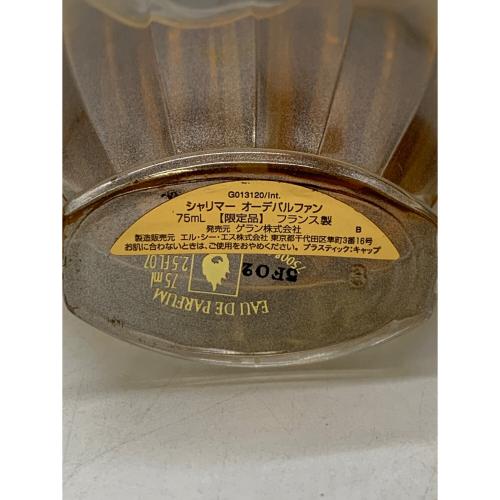 G013120/Int.
シャリマー オーデパルファン
75mL 【限定品】 フランス製
発売元 ゲラン株式会社 B
製造販売元 エル・シー・エス株式会社 東京都千代田区隼町3番16号
お肌に合わないときは、ご使用をおやめください。プラスティック:キャップ
5F02
75 ml
2.5 fl.oz
EAU DE PARFUM